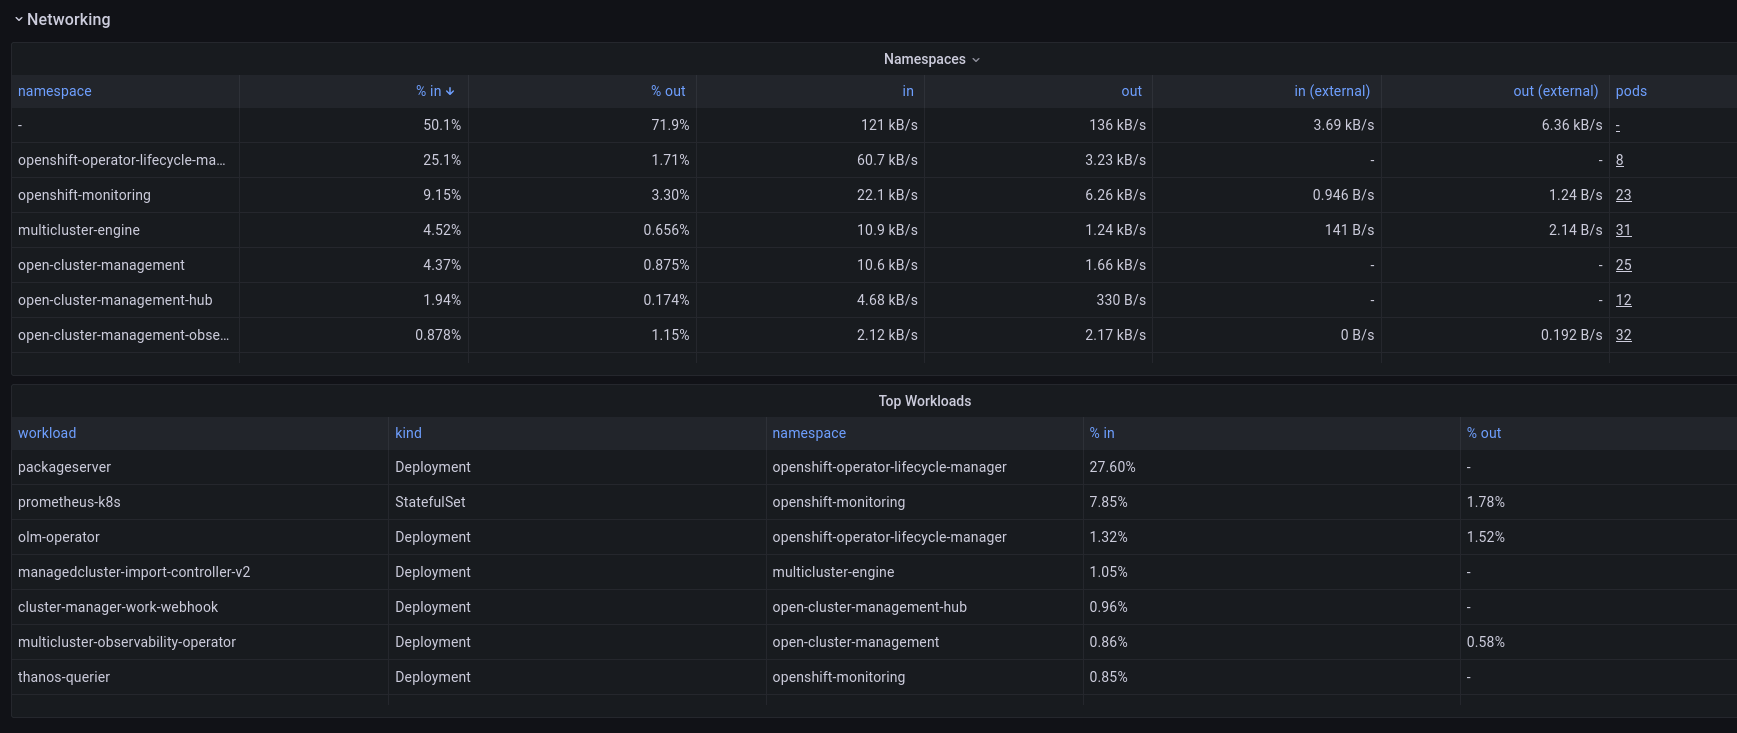 Networking
Namespaces
namespace % in % out in out in (external) out (external) pods
- 50.1% 71.9% 121 kB/s 136 kB/s 3.69 kB/s 6.36 kB/s -
openshift-operator-lifecycle-ma... 25.1% 1.71% 60.7 kB/s 3.23 kB/s - - 8
openshift-monitoring 9.15% 3.30% 22.1 kB/s 6.26 kB/s 0.946 B/s 1.24 B/s 23
multicluster-engine 4.52% 0.656% 10.9 kB/s 1.24 kB/s 141 B/s 2.14 B/s 31
open-cluster-management 4.37% 0.875% 10.6 kB/s 1.66 kB/s - - 25
open-cluster-management-hub 1.94% 0.174% 4.68 kB/s 330 B/s - - 12
open-cluster-management-obse... 0.878% 1.15% 2.12 kB/s 2.17 kB/s 0 B/s 0.192 B/s 32
Top Workloads
workload kind namespace % in % out
packageserver Deployment openshift-operator-lifecycle-manager 27.60% -
prometheus-k8s StatefulSet openshift-monitoring 7.85% 1.78%
olm-operator Deployment openshift-operator-lifecycle-manager 1.32% 1.52%
managedcluster-import-controller-v2 Deployment multicluster-engine 1.05% -
cluster-manager-work-webhook Deployment open-cluster-management-hub 0.96% -
multicluster-observability-operator Deployment open-cluster-management 0.86% 0.58%
thanos-querier Deployment openshift-monitoring 0.85% -